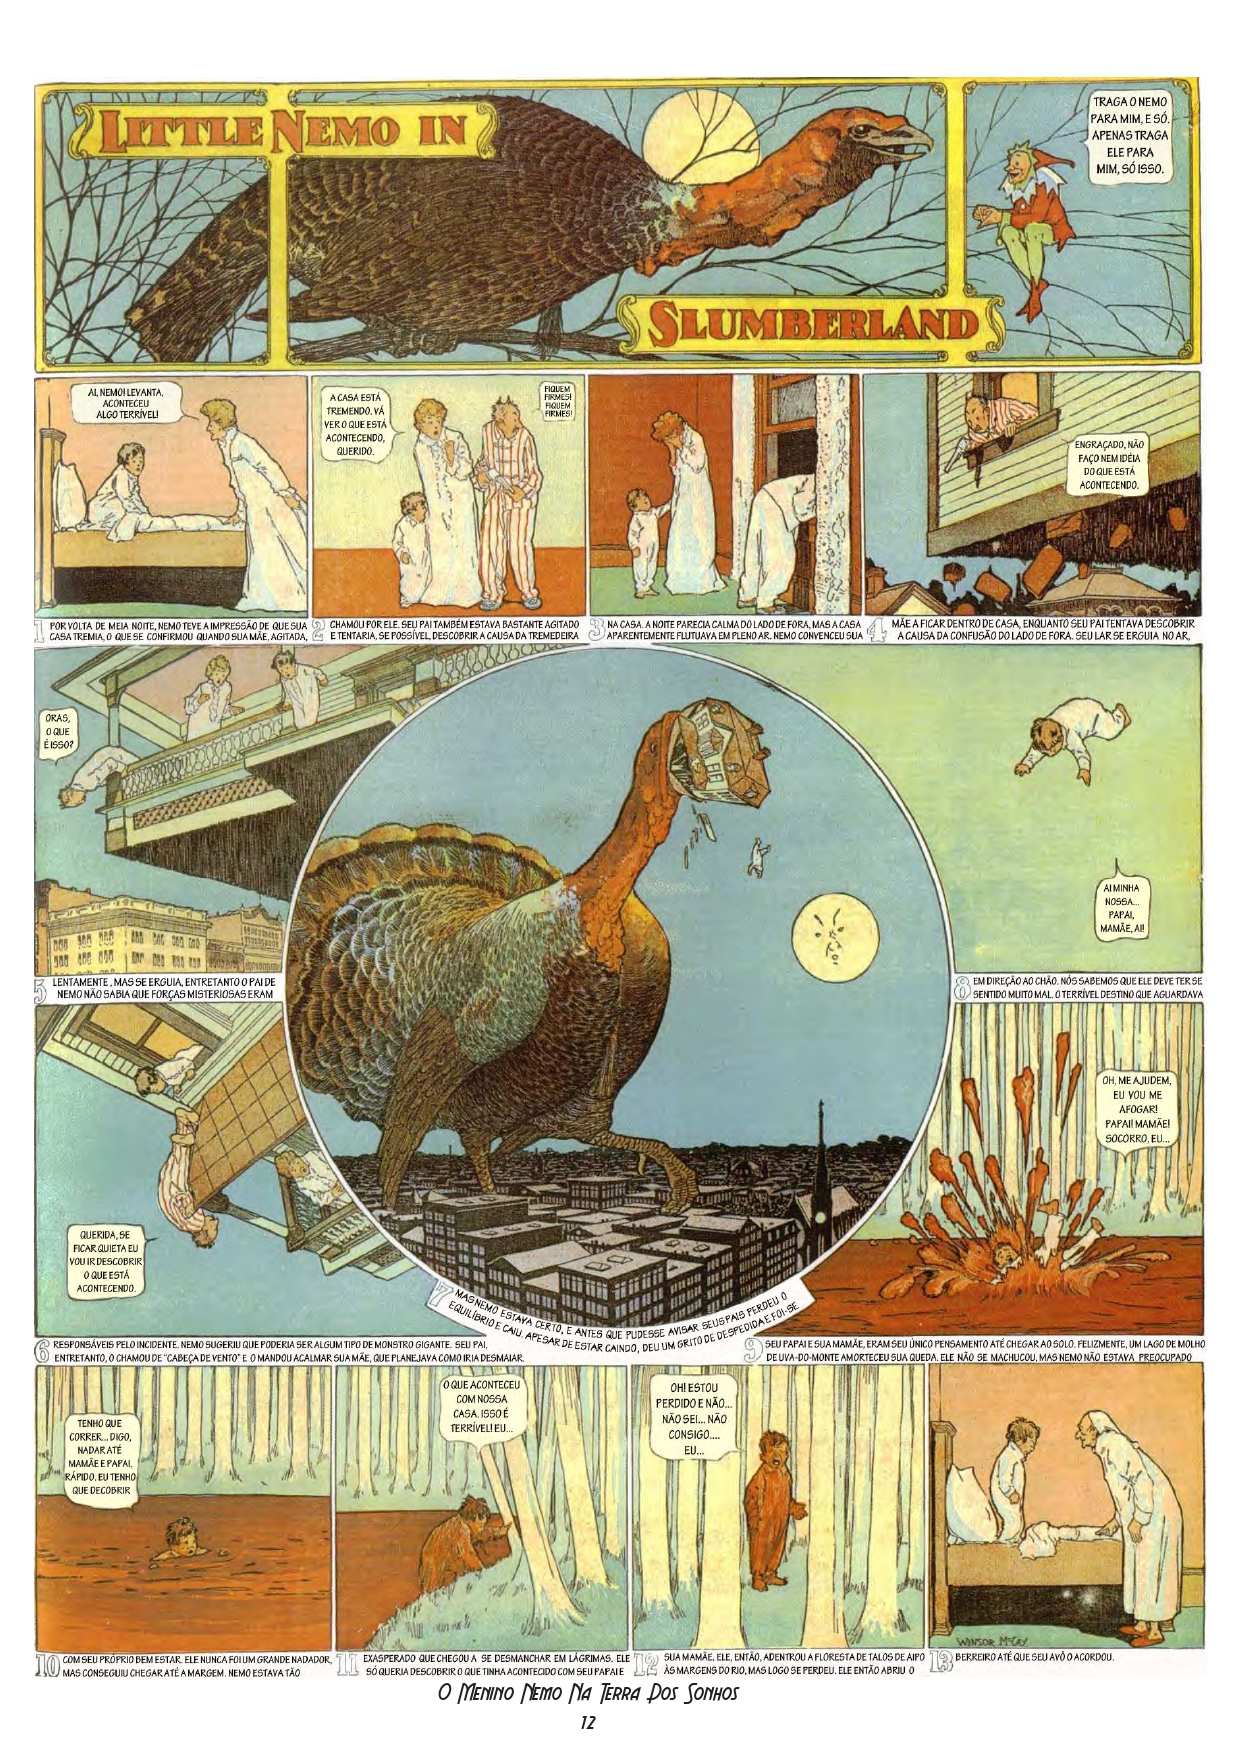 LITTLE NEMO IN
SLUMBERLAND
TRAGA O NEMO
PARA MIM, E SÓ.
APENAS TRAGA
ELE PARA
MIM, SÓ ISSO.
AI, NEMO! LEVANTA,
ACONTECEU
ALGO TERRÍVEL!
A CASA ESTÁ
TREMENDO. VÁ
VER O QUE ESTÁ
ACONTECENDO,
QUERIDO.
FIQUEM
FIRMES!
FIQUEM
FIRMES!
ENGRAÇADO, NÃO
FAÇO NEM IDÉIA
DO QUE ESTÁ
ACONTECENDO.
1 POR VOLTA DE MEIA NOITE, NEMO TEVE A IMPRESSÃO DE QUE SUA
CASA TREMIA, O QUE SE CONFIRMOU QUANDO SUA MÃE, AGITADA,
2 CHAMOU POR ELE. SEU PAI TAMBÉM ESTAVA BASTANTE AGITADO
E TENTARIA, SE POSSÍVEL, DESCOBRIR A CAUSA DA TREMEDEIRA
3 NA CASA. A NOITE PARECIA CALMA DO LADO DE FORA, MAS A CASA
APARENTEMENTE FLUTUAVA EM PLENO AR. NEMO CONVENCEU SUA
4 MÃE A FICAR DENTRO DE CASA, ENQUANTO SEU PAI TENTAVA DESCOBRIR
A CAUSA DA CONFUSÃO DO LADO DE FORA. SEU LAR SE ERGUIA NO AR,
ORAS,
O QUE
É ISSO?
5 LENTAMENTE , MAS SE ERGUIA, ENTRETANTO O PAI DE
NEMO NÃO SABIA QUE FORÇAS MISTERIOSAS ERAM
QUERIDA, SE
FICAR QUIETA EU
VOU IR DESCOBRIR
O QUE ESTÁ
ACONTECENDO.
6 RESPONSÁVEIS PELO INCIDENTE. NEMO SUGERIU QUE PODERIA SER ALGUM TIPO DE MONSTRO GIGANTE. SEU PAI,
ENTRETANTO, O CHAMOU DE "CABEÇA DE VENTO" E O MANDOU ACALMAR SUA MÃE, QUE PLANEJAVA COMO IRIA DESMAIAR.
7 MAS NEMO ESTAVA CERTO, E ANTES QUE PUDESSE AVISAR SEUS PAIS PERDEU O
EQUILÍBRIO E CAIU. APESAR DE ESTAR CAINDO, DEU UM GRITO DE DESPEDIDA E FOI-SE
AI MINHA
NOSSA...
PAPAI,
MAMÃE, AI!
8 EM DIREÇÃO AO CHÃO. NÓS SABEMOS QUE ELE DEVE TER SE
SENTIDO MUITO MAL. O TERRÍVEL DESTINO QUE AGUARDAVA
OH, ME AJUDEM,
EU VOU ME
AFOGAR!
PAPAI! MAMÃE!
SOCORRO, EU...
9 SEU PAPAI E SUA MAMÃE, ERAM SEU ÚNICO PENSAMENTO ATÉ CHEGAR AO SOLO. FELIZMENTE, UM LAGO DE MOLHO
DE UVA-DO-MONTE AMORTECEU SUA QUEDA. ELE NÃO SE MACHUCOU, MAS NEMO NÃO ESTAVA PREOCUPADO
TENHO QUE
CORRER... DIGO,
NADAR ATÉ
MAMÃE E PAPAI,
RÁPIDO. EU TENHO
QUE DECOBRIR
O QUE ACONTECEU
COM NOSSA
CASA. ISSO É
TERRÍVEL! EU...
OH! ESTOU
PERDIDO E NÃO...
NÃO SEI... NÃO
CONSIGO....
EU...
WINSOR McCAY
10 COM SEU PRÓPRIO BEM ESTAR. ELE NUNCA FOI UM GRANDE NADADOR,
MAS CONSEGUIU CHEGAR ATÉ A MARGEM. NEMO ESTAVA TÃO
11 EXASPERADO QUE CHEGOU A SE DESMANCHAR EM LÁGRIMAS. ELE
SÓ QUERIA DESCOBRIR O QUE TINHA ACONTECIDO COM SEU PAPAI E
12 SUA MAMÃE. ELE, ENTÃO, ADENTROU A FLORESTA DE TALOS DE AIPO
ÀS MARGENS DO RIO, MAS LOGO SE PERDEU. ELE ENTÃO ABRIU O
13 BERREIRO ATÉ QUE SEU AVÔ O ACORDOU.
O MENINO NEMO NA TERRA DOS SONHOS
12